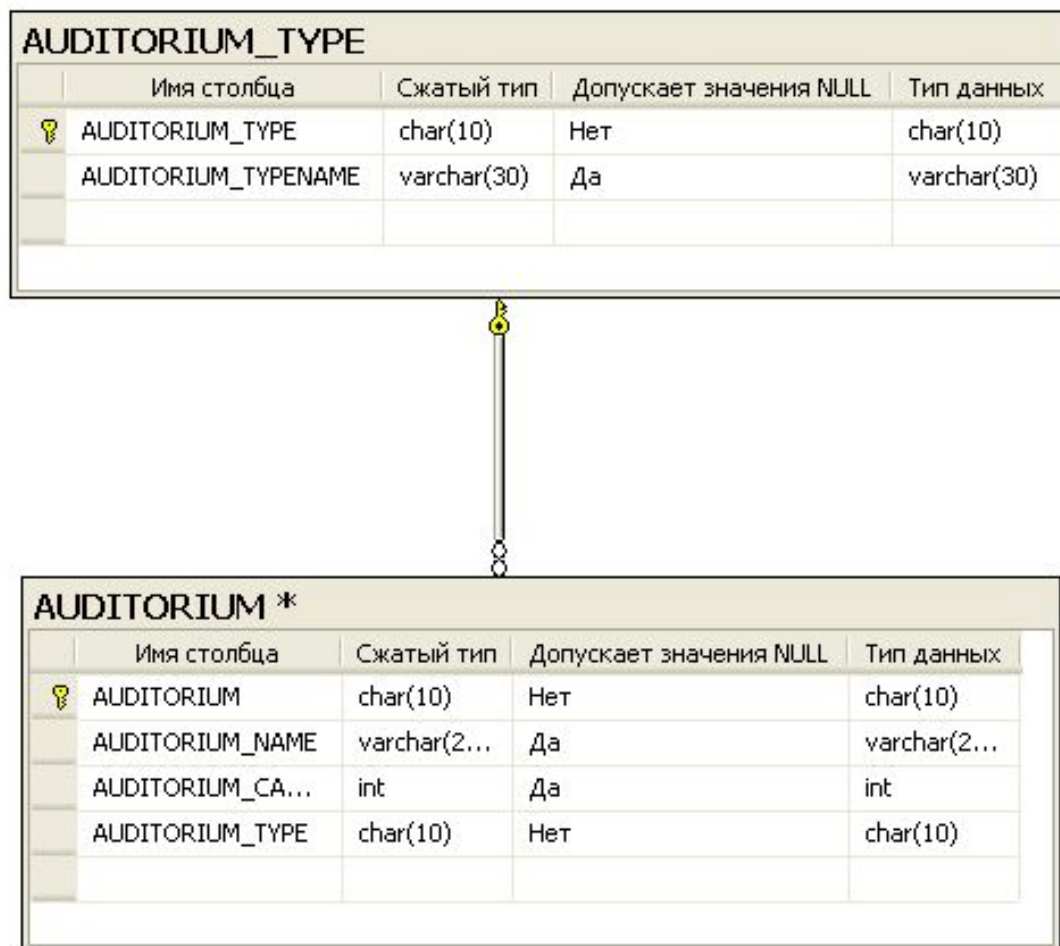 AUDITORIUM_TYPE
Имя столбца Сжатый тип Допускает значения NULL Тип данных
AUDITORIUM_TYPE char(10) Нет char(10)
AUDITORIUM_TYPENAME varchar(30) Да varchar(30)
AUDITORIUM *
Имя столбца Сжатый тип Допускает значения NULL Тип данных
AUDITORIUM char(10) Нет char(10)
AUDITORIUM_NAME varchar(2... Да varchar(2...
AUDITORIUM_CA... int Да int
AUDITORIUM_TYPE char(10) Нет char(10)